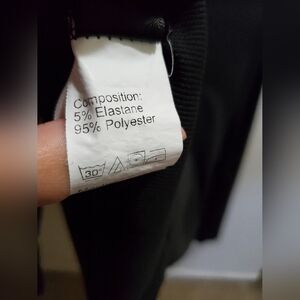 Composition:
5% Elastane
95% Polyester
30°